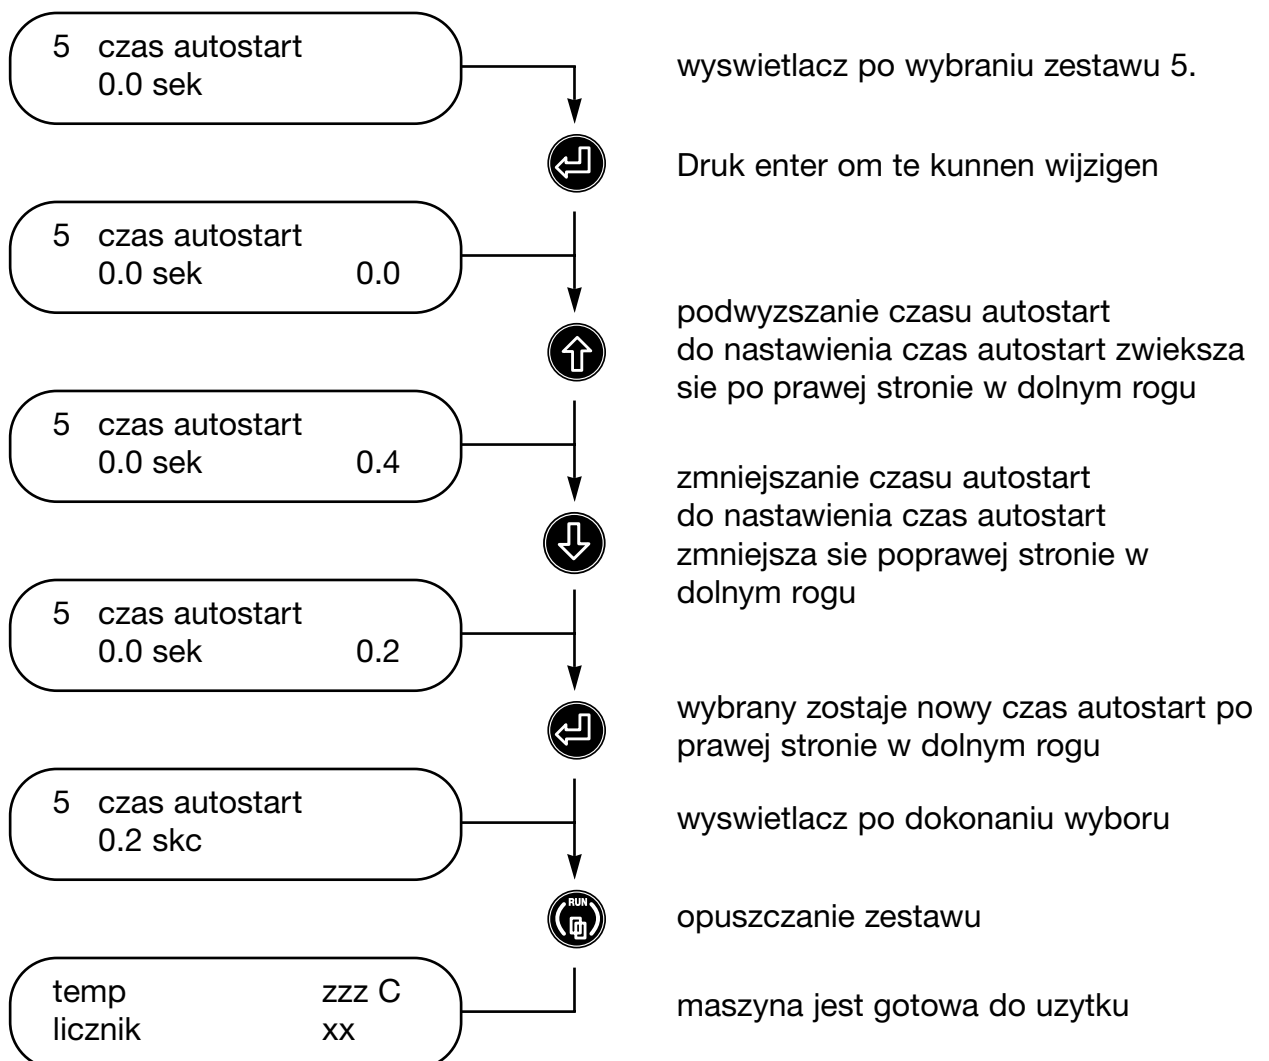 5 czas autostart
0.0 sek
wyswietlacz po wybraniu zestawu 5.
Druk enter om te kunnen wijzigen
5 czas autostart
0.0 sek 0.0
podwyzszanie czasu autostart
do nastawienia czas autostart zwieksza
sie po prawej stronie w dolnym rogu
5 czas autostart
0.0 sek 0.4
zmniejszanie czasu autostart
do nastawienia czas autostart
zmniejsza sie poprawej stronie w
dolnym rogu
5 czas autostart
0.0 sek 0.2
wybrany zostaje nowy czas autostart po
prawej stronie w dolnym rogu
5 czas autostart
0.2 skc
wyswietlacz po dokonaniu wyboru
RUN
opuszczanie zestawu
temp zzz C
licznik xx
maszyna jest gotowa do uzytku